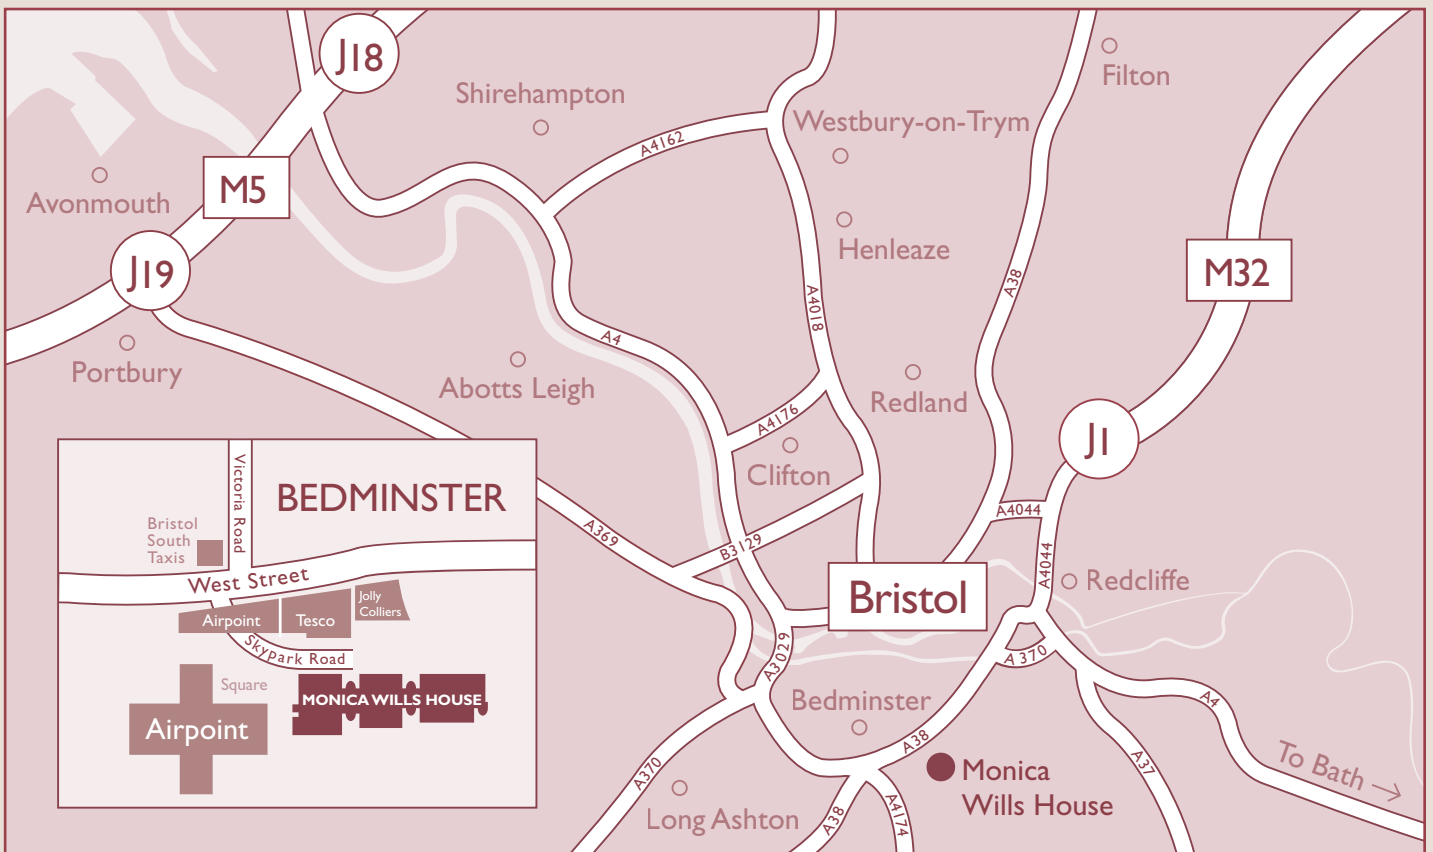 J18
Filton
Shirehampton
Westbury-on-Trym
A4162
M5
Avonmouth
Henleaze
A38
M32
J19
A4018
A4
Portbury
Abotts Leigh
Redland
A4176
J1
Clifton
A4044
A369
B3129
A4044
Redcliffe
Bristol
A3029
A 370
Bedminster
A4
A38
Monica
Wills House
A370
A37
To Bath
Long Ashton
A38
A4174
BEDMINSTER
Victoria Road
Bristol
South
Taxis
West Street
Jolly
Colliers
Airpoint
Tesco
Skypark Road
Square
MONICA WILLS HOUSE
Airpoint